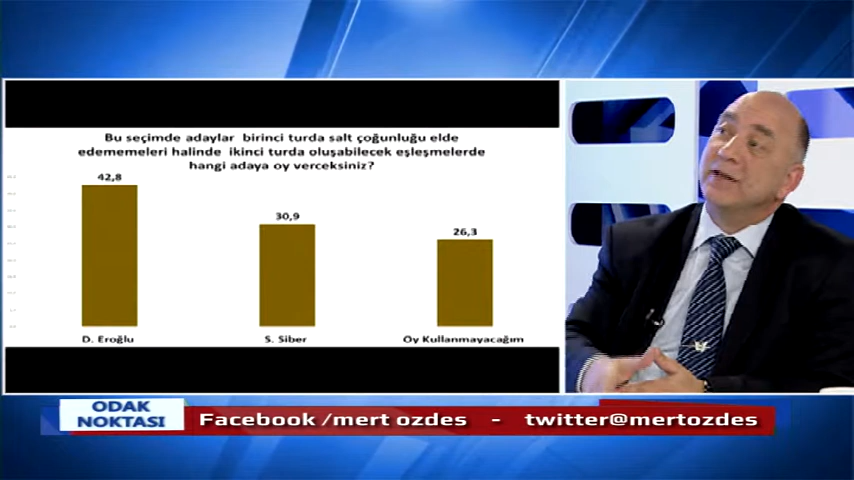 Bu seçimde adaylar birinci turda salt çoğunluğu elde
edememeleri halinde ikinci turda oluşabilecek eşleşmelerde
hangi adaya oy verceksiniz?
42,8
30,9
26,3
D. Eroğlu
S. Siber
Oy Kullanmayacağım
ODAK
NOKTASI
Facebook /mert ozdes - twitter@mertozdes